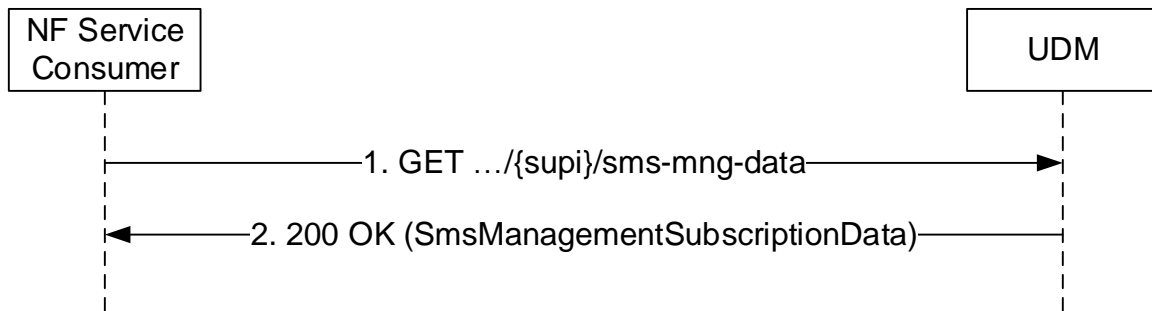 NF Service
Consumer
UDM
1. GET …/{supi}/sms-mng-data
2. 200 OK (SmsManagementSubscriptionData)